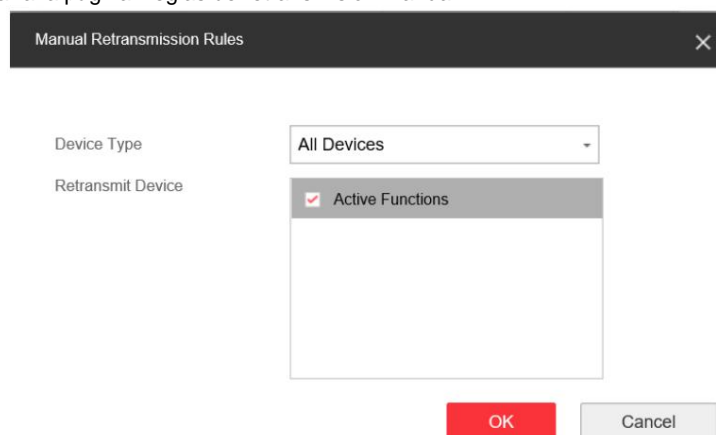 Manual Retransmission Rules
Device Type
All Devices
Retransmit Device
Active Functions
OK
Cancel